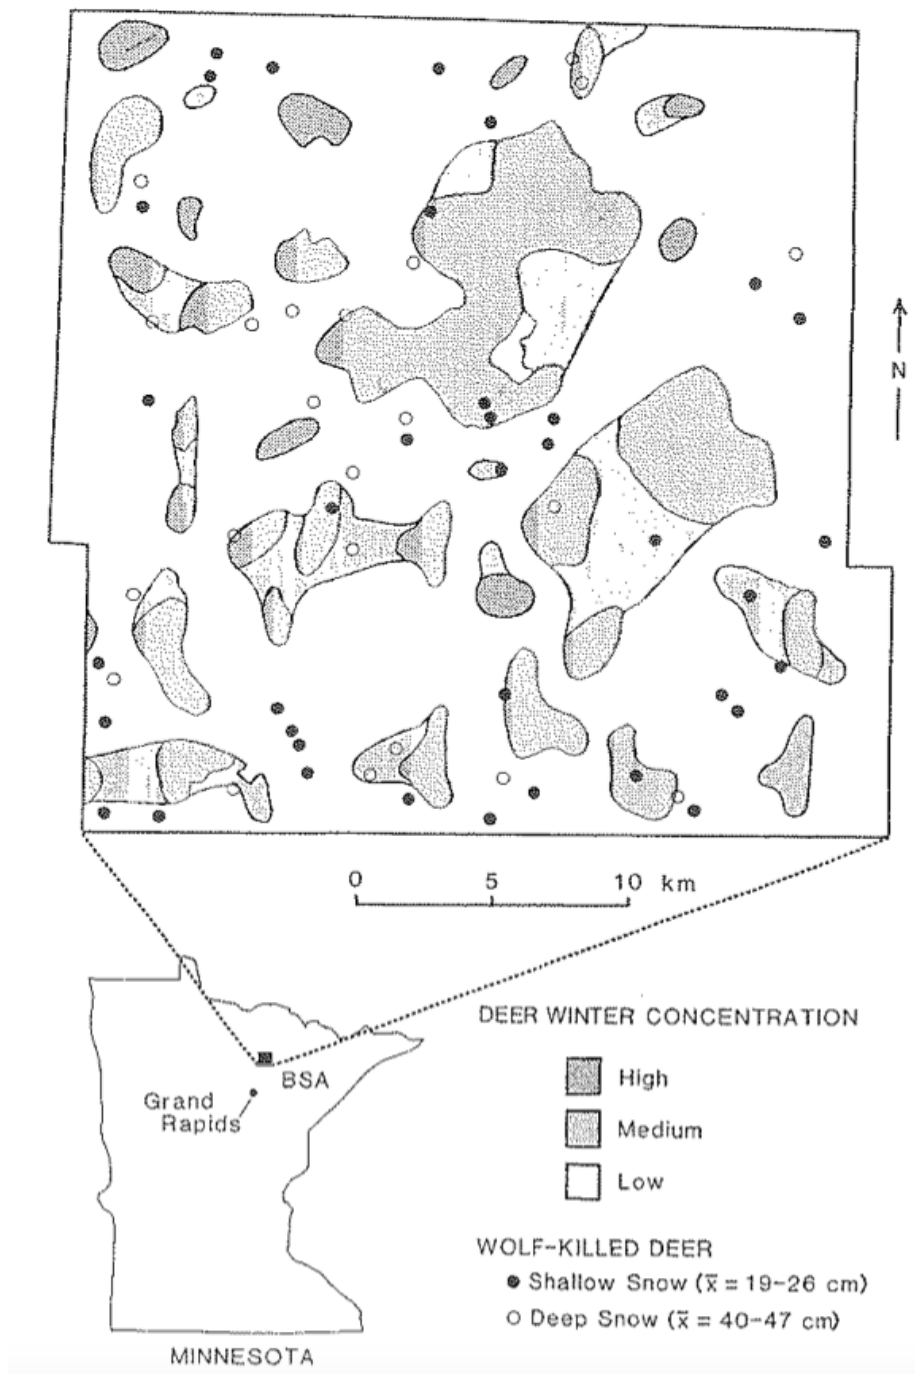 N
0 5 10 km
DEER WINTER CONCENTRATION
High
Medium
Low
BSA
Grand
Rapids
WOLF-KILLED DEER
Shallow Snow (x̄ = 19-26 cm)
Deep Snow (x̄ = 40-47 cm)
MINNESOTA